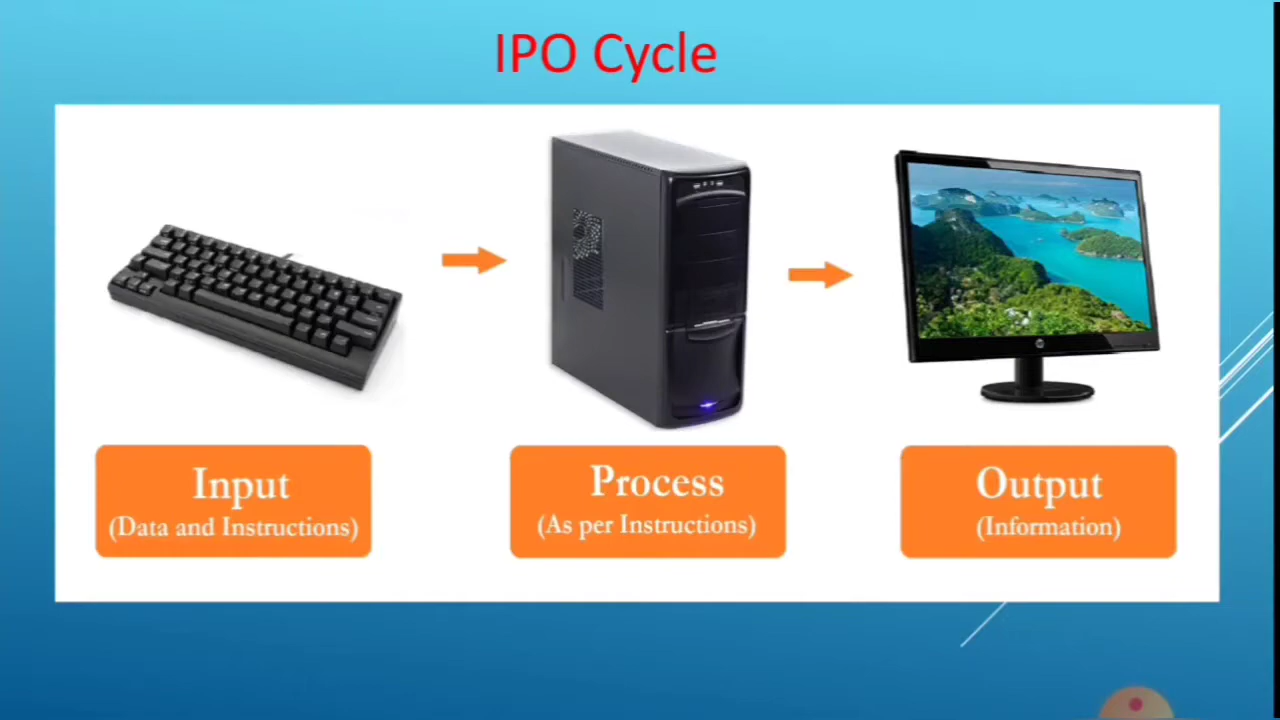 IPO Cycle
Input
(Data and Instructions)
Process
(As per Instructions)
Output
(Information)